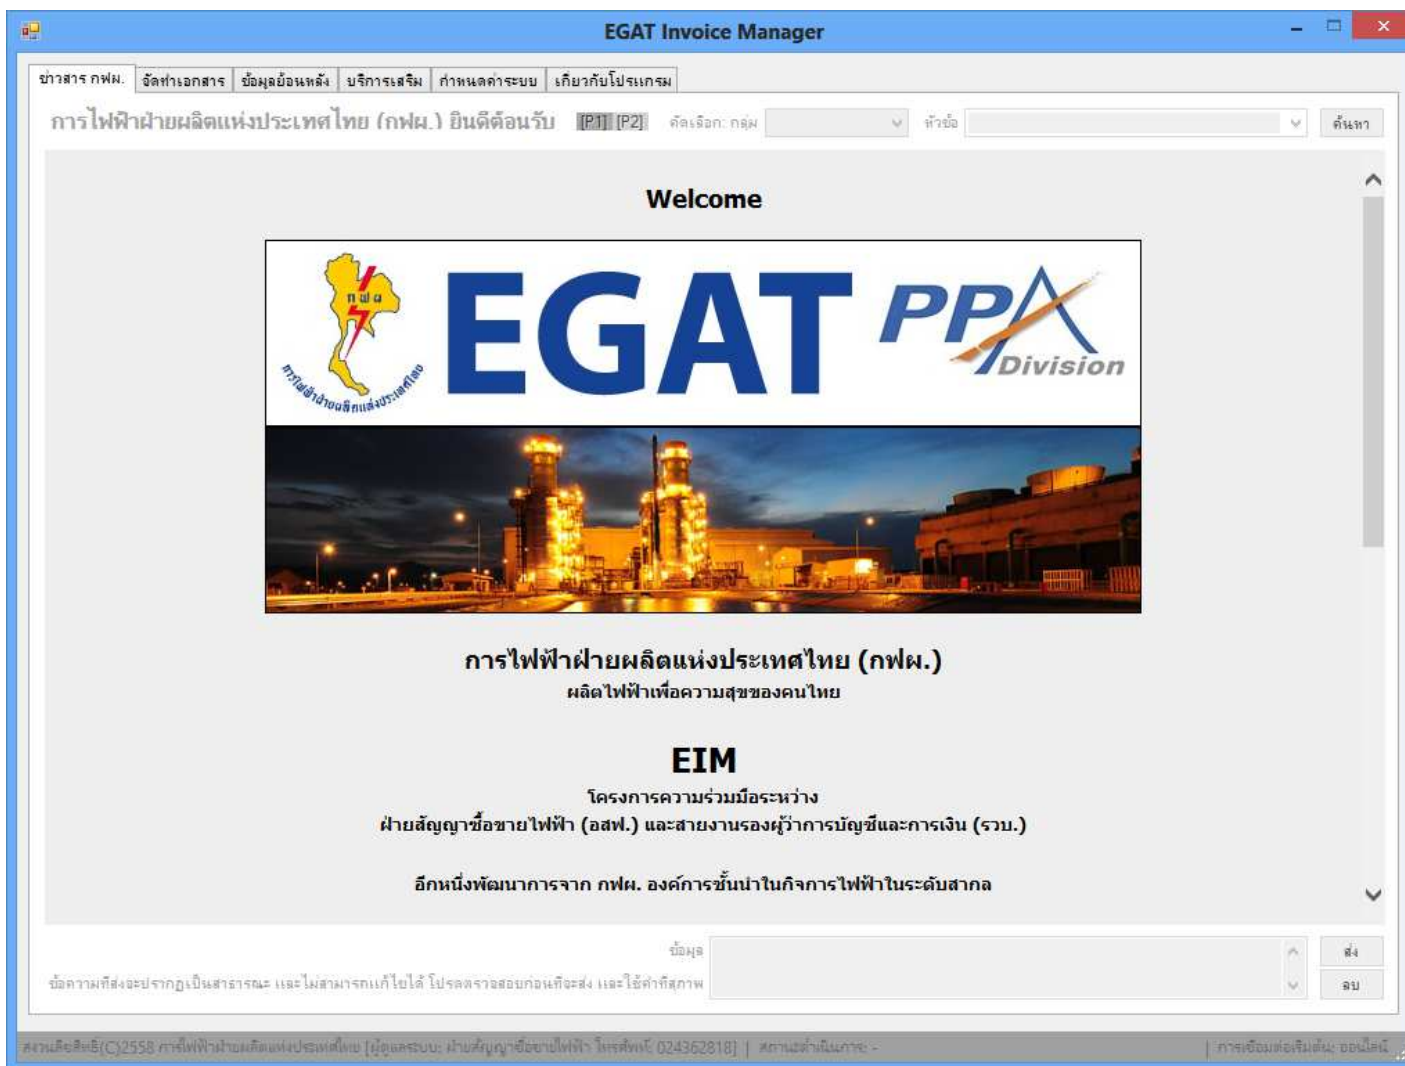 EGAT Invoice Manager
ข่าวสาร กฟผ. จัดทำเอกสาร ข้อมูลย้อนหลัง บริการเสริม กำหนดค่าระบบ เกี่ยวกับโปรแกรม
การไฟฟ้าฝ่ายผลิตแห่งประเทศไทย (กฟผ.) ยินดีต้อนรับ [P.1] [P.2] คัดเลือก: กลุ่ม หัวข้อ ค้นหา
Welcome
กฟผ
EGAT PPA Division
การไฟฟ้าฝ่ายผลิตแห่งประเทศไทย
การไฟฟ้าฝ่ายผลิตแห่งประเทศไทย (กฟผ.)
ผลิตไฟฟ้าเพื่อความสุขของคนไทย
EIM
โครงการความร่วมมือระหว่าง
ฝ่ายสัญญาซื้อขายไฟฟ้า (อสฟ.) และสายงานรองผู้ว่าการบัญชีและการเงิน (รวบ.)
อีกหนึ่งพัฒนาการจาก กฟผ. องค์การชั้นนำในกิจการไฟฟ้าในระดับสากล
ข้อมูล ส่ง
ข้อความที่ส่งจะปรากฏเป็นสาธารณะ และไม่สามารถแก้ไขได้ โปรดตรวจสอบก่อนที่จะส่ง และใช้คำที่สุภาพ ลบ
สงวนลิขสิทธิ์(C)2558 การไฟฟ้าฝ่ายผลิตแห่งประเทศไทย [ผู้ดูแลระบบ: ฝ่ายสัญญาซื้อขายไฟฟ้า โทรศัพท์: 024362818] | สถานะดำเนินการ: - | การเชื่อมต่อเริ่มต้น: ออนไลน์